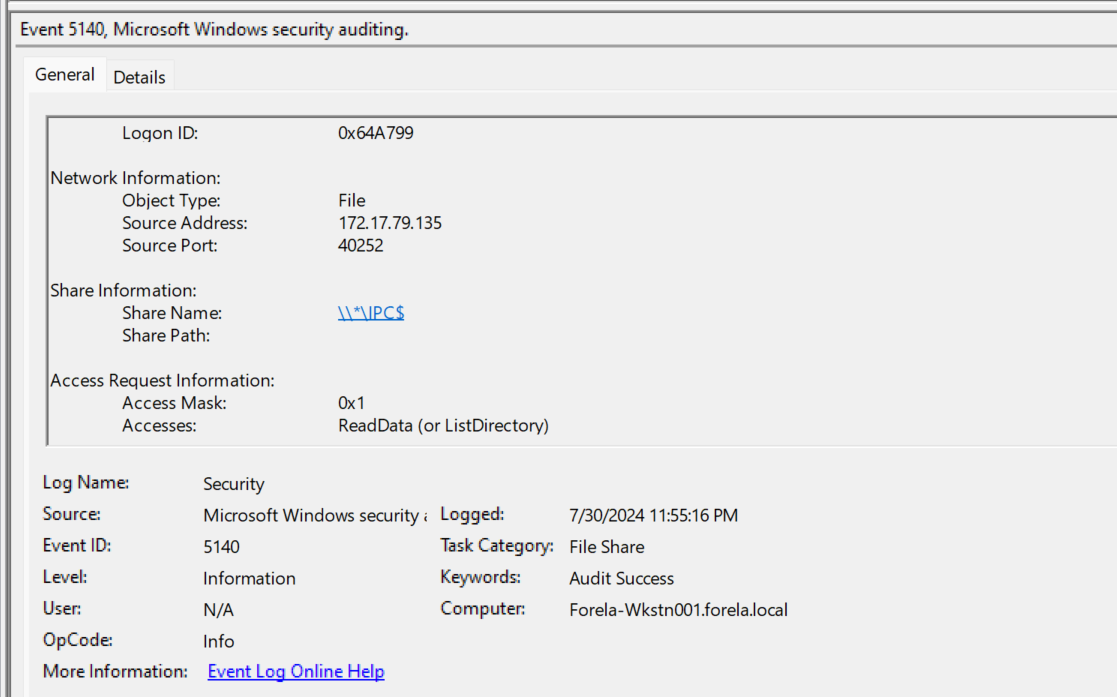 Event 5140, Microsoft Windows security auditing.
General Details
Logon ID: 0x64A799
Network Information:
Object Type: File
Source Address: 172.17.79.135
Source Port: 40252
Share Information:
Share Name: \\*\IPC$
Share Path:
Access Request Information:
Access Mask: 0x1
Accesses: ReadData (or ListDirectory)
Log Name: Security
Source: Microsoft Windows security Logged: 7/30/2024 11:55:16 PM
Event ID: 5140 Task Category: File Share
Level: Information Keywords: Audit Success
User: N/A Computer: Forela-Wkstn001.forela.local
OpCode: Info
More Information: Event Log Online Help